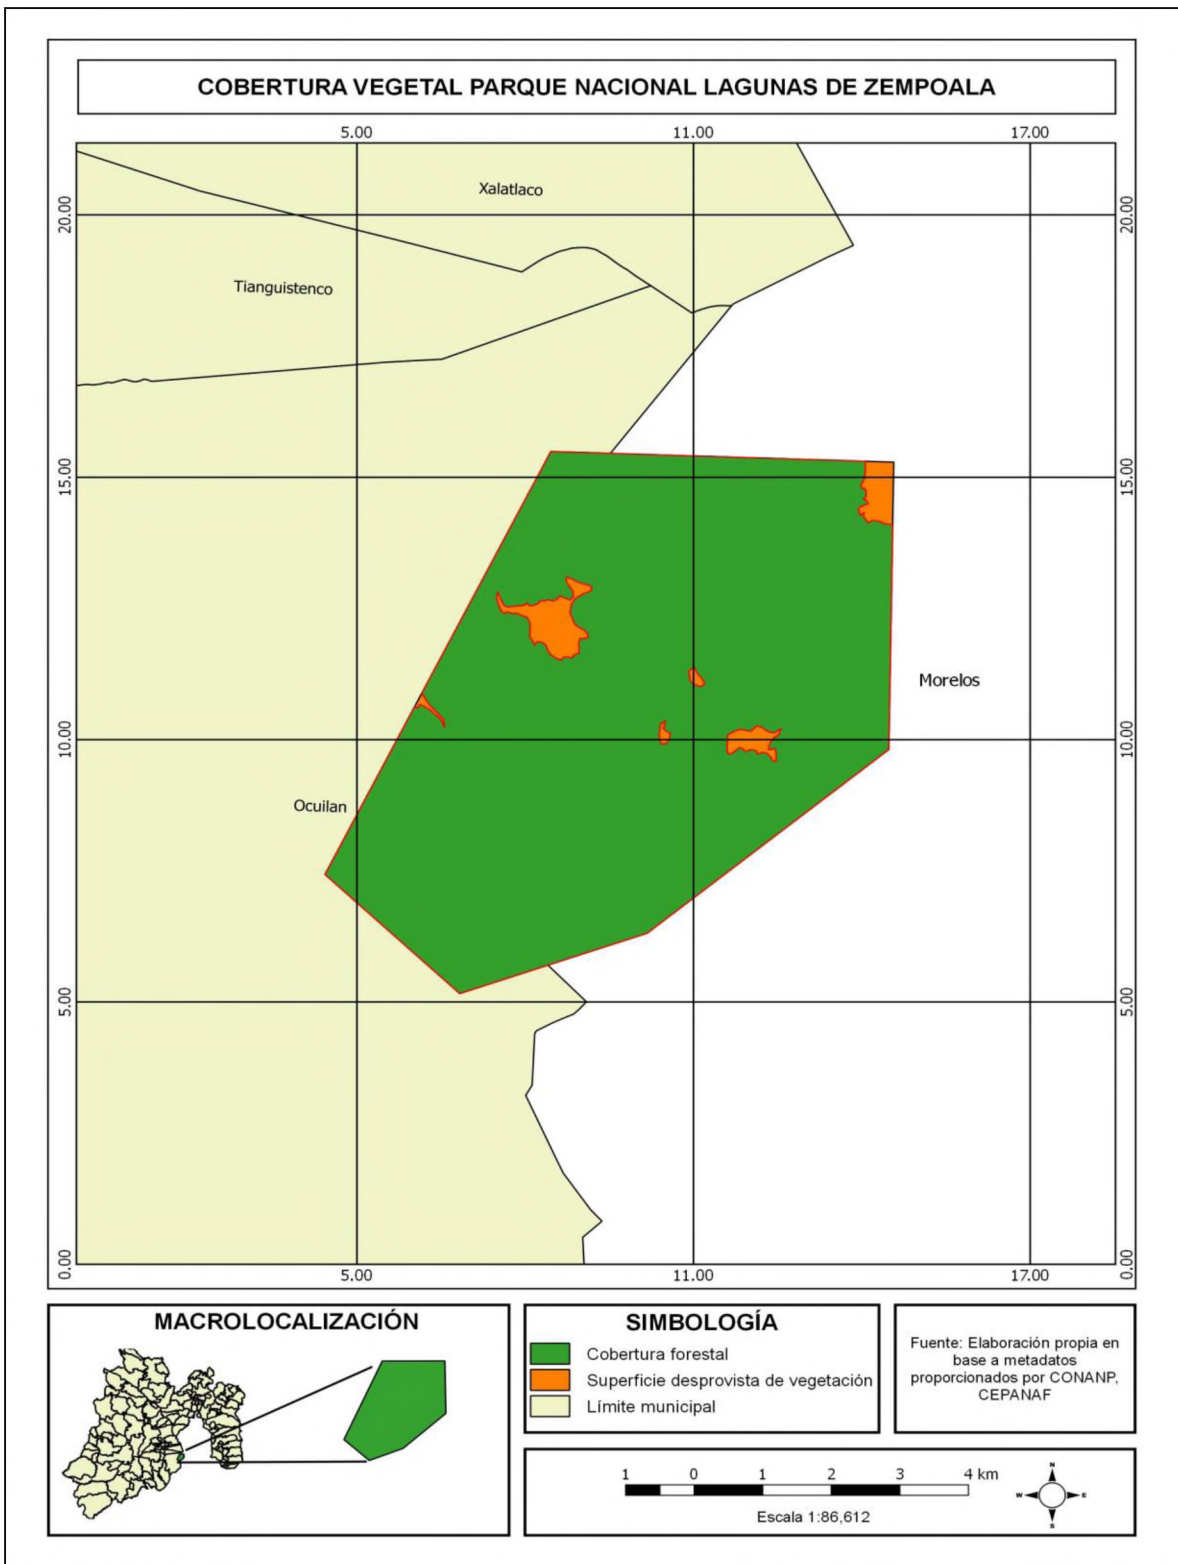 COBERTURA VEGETAL PARQUE NACIONAL LAGUNAS DE ZEMPOALA
5.00 11.00 17.00
Xalatlaco
20.00 20.00
Tianguistenco
15.00 15.00
Morelos
10.00 10.00
Ocuilan
5.00 5.00
0.00 0.00
5.00 11.00 17.00
MACROLOCALIZACIÓN
SIMBOLOGÍA
Cobertura forestal
Superficie desprovista de vegetación
Límite municipal
Fuente: Elaboración propia en
base a metadatos
proporcionados por CONANP,
CEPANAF
1 0 1 2 3 4 km
Escala 1:86,612
N
W E
S